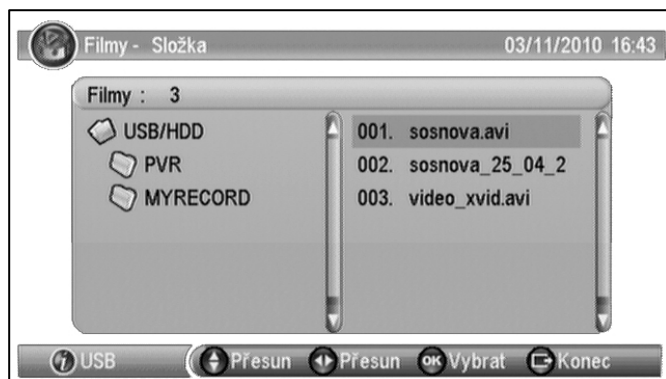 Filmy - Složka 03/11/2010 16:43
Filmy : 3
USB/HDD
PVR
MYRECORD
001. sosnova.avi
002. sosnova_25_04_2
003. video_xvid.avi
USB Přesun Přesun OK Vybrat Konec